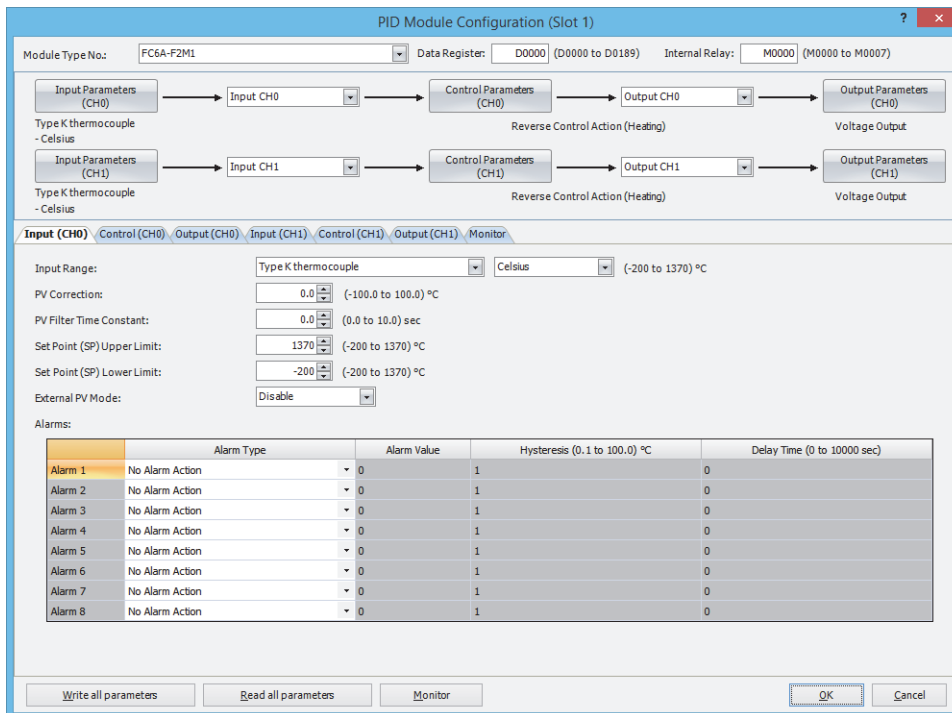 PID Module Configuration (Slot 1)
? ×
Module Type No.: FC6A-F2M1 Data Register: D0000 (D0000 to D0189) Internal Relay: M0000 (M0000 to M0007)
Input Parameters (CH0) Input CH0 Control Parameters (CH0) Output CH0 Output Parameters (CH0)
Type K thermocouple Reverse Control Action (Heating) Voltage Output
- Celsius
Input Parameters (CH1) Input CH1 Control Parameters (CH1) Output CH1 Output Parameters (CH1)
Type K thermocouple Reverse Control Action (Heating) Voltage Output
- Celsius
Input (CH0) Control (CH0) Output (CH0) Input (CH1) Control (CH1) Output (CH1) Monitor
Input Range: Type K thermocouple Celsius (-200 to 1370) ºC
PV Correction: 0.0 (-100.0 to 100.0) ºC
PV Filter Time Constant: 0.0 (0.0 to 10.0) sec
Set Point (SP) Upper Limit: 1370 (-200 to 1370) ºC
Set Point (SP) Lower Limit: -200 (-200 to 1370) ºC
External PV Mode: Disable
Alarms:
Alarm Type Alarm Value Hysteresis (0.1 to 100.0) ºC Delay Time (0 to 10000 sec)
Alarm 1 No Alarm Action 0 1 0
Alarm 2 No Alarm Action 0 1 0
Alarm 3 No Alarm Action 0 1 0
Alarm 4 No Alarm Action 0 1 0
Alarm 5 No Alarm Action 0 1 0
Alarm 6 No Alarm Action 0 1 0
Alarm 7 No Alarm Action 0 1 0
Alarm 8 No Alarm Action 0 1 0
Write all parameters Read all parameters Monitor OK Cancel